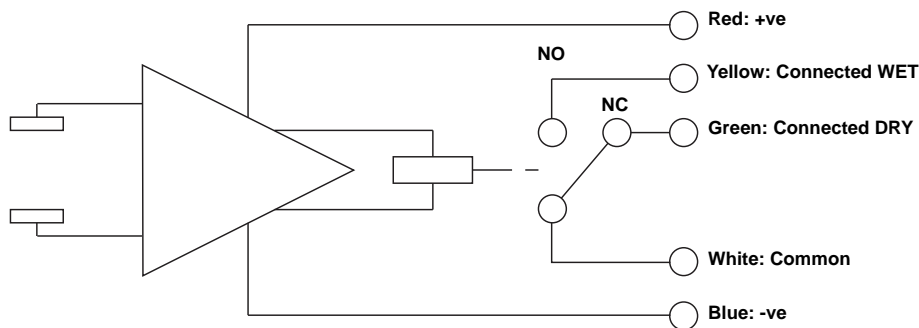 Red: +ve
NO
Yellow: Connected WET
NC
Green: Connected DRY
White: Common
Blue: -ve